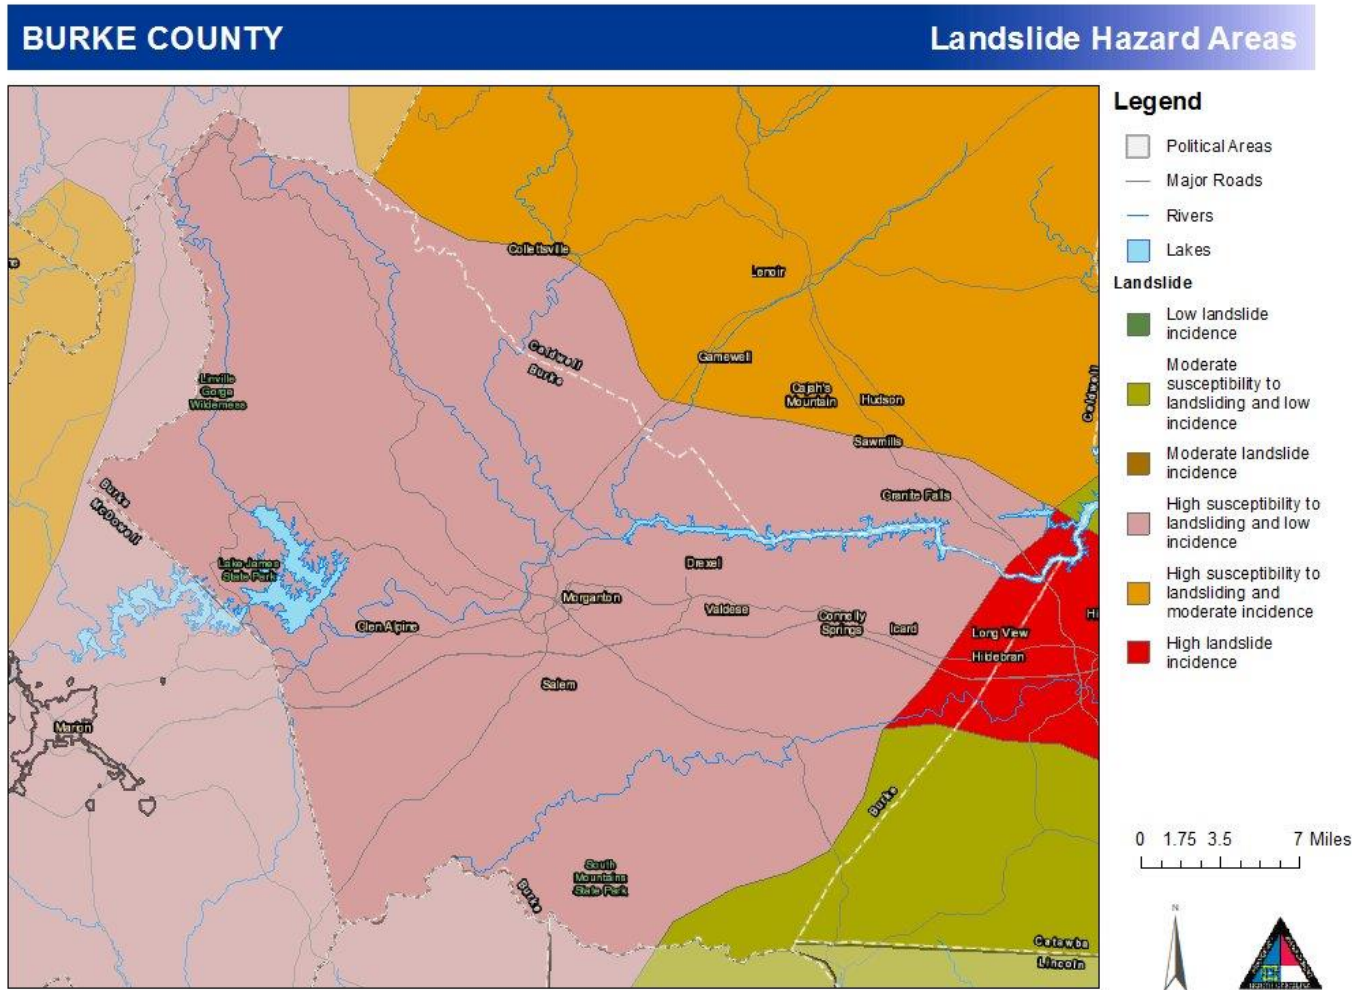 BURKE COUNTY
Landslide Hazard Areas
Legend
Political Areas
Major Roads
Rivers
Lakes
Landslide
Low landslide
incidence
Moderate
susceptibility to
landsliding and low
incidence
Moderate landslide
incidence
High susceptibility to
landsliding and low
incidence
High susceptibility to
landsliding and
moderate incidence
High landslide
incidence
0 1.75 3.5 7 Miles
N
Collettsville
Lenoir
Caldwell
Burke
Gamewell
Cajah's
Mountain
Hudson
Caldwell
Linville
Gorge
Wilderness
Sawmills
Granite Falls
Burke
McDowell
Lake James
State Park
Drexel
Morganton
Valdese
Glen Alpine
Connelly
Springs
Icard
Long View
Hi
Hildebran
Salem
Marion
Burke
South
Mountains
State Park
Burke
Catawba
Lincoln